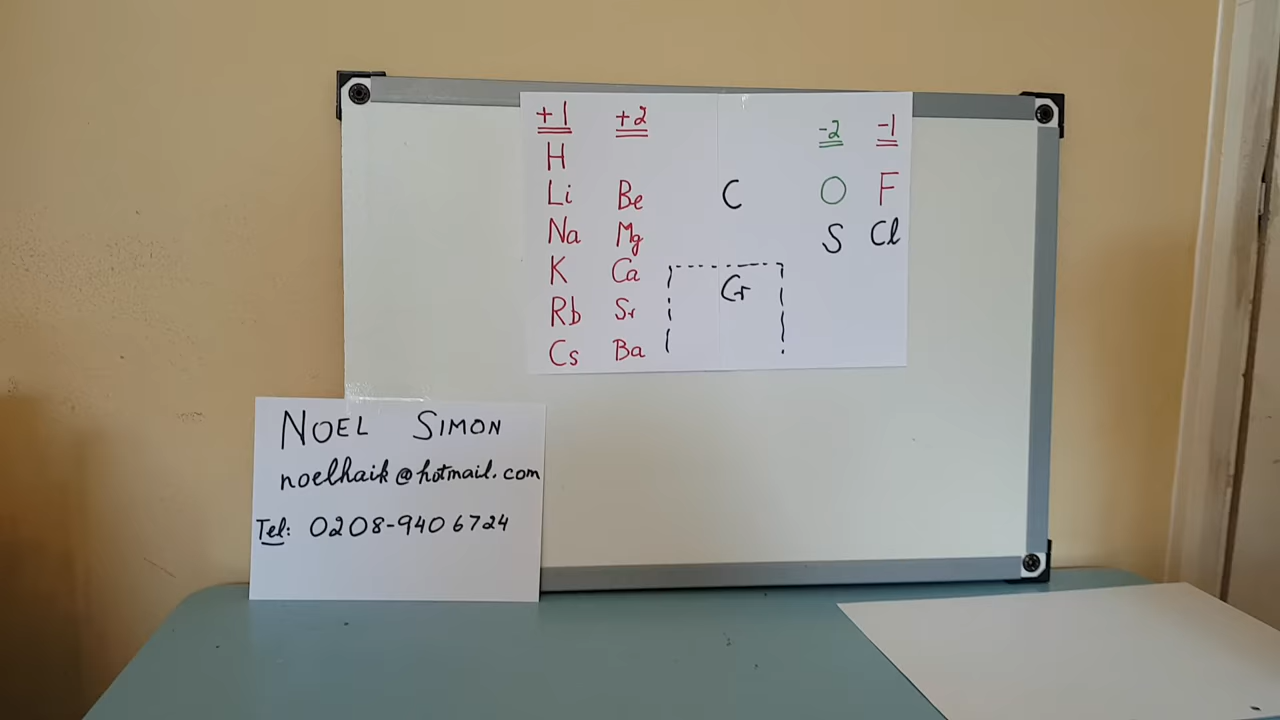 +1 +2 -2 -1
H
Li Be C O F
Na Mg S Cl
K Ca Cr
Rb Sr
Cs Ba
NOEL SIMON
noelhaik@hotmail.com
Tel: 0208-940 6724